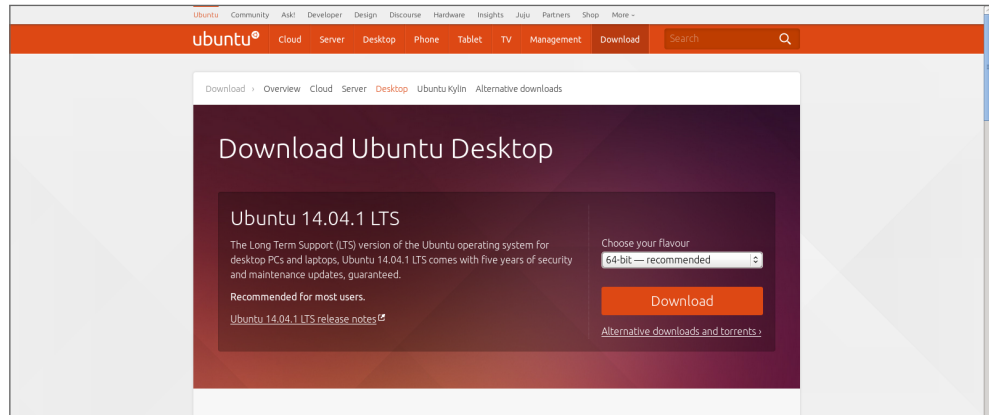 Ubuntu Community Ask! Developer Design Discourse Hardware Insights Juju Partners Shop More
ubuntu Cloud Server Desktop Phone Tablet TV Management Download Search
Download › Overview Cloud Server Desktop Ubuntu Kylin Alternative downloads
Download Ubuntu Desktop
Ubuntu 14.04.1 LTS
The Long Term Support (LTS) version of the Ubuntu operating system for
desktop PCs and laptops, Ubuntu 14.04.1 LTS comes with five years of security
and maintenance updates, guaranteed.
Recommended for most users.
Ubuntu 14.04.1 LTS release notes
Choose your flavour
64-bit — recommended
Download
Alternative downloads and torrents ›